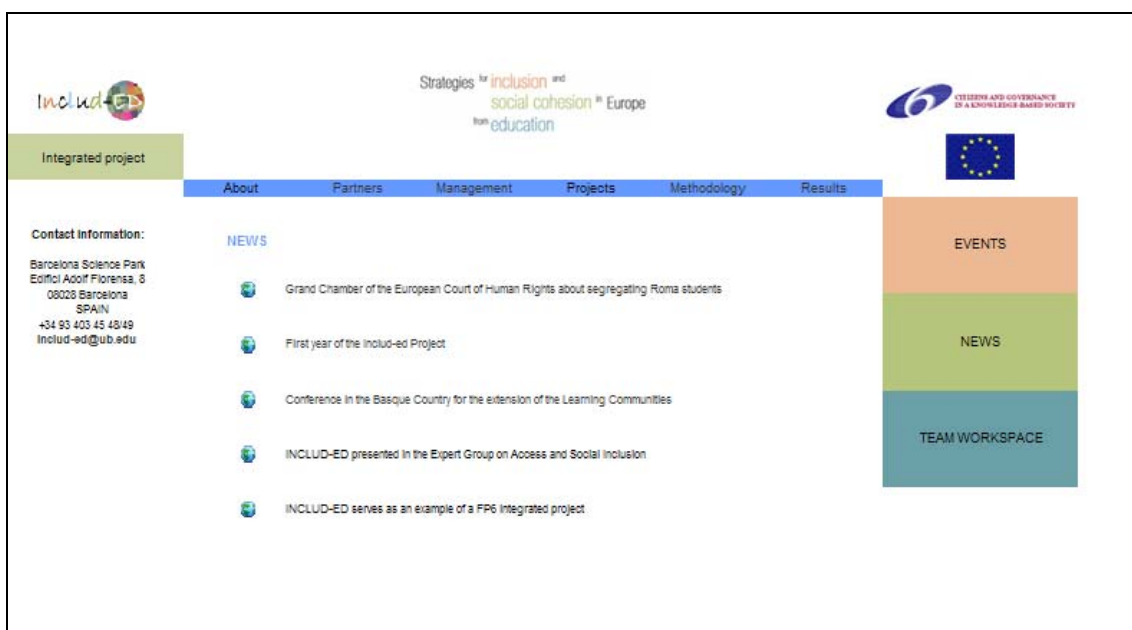 Includ-ED
Strategies for inclusion and
social cohesion in Europe
from education
6
CITIZENS AND GOVERNANCE
IN A KNOWLEDGE-BASED SOCIETY
Integrated project
About Partners Management Projects Methodology Results
Contact Information:
Barcelona Science Park
Edifici Adolf Florensa, 8
08028 Barcelona
SPAIN
+34 93 403 45 48/49
includ-ed@ub.edu
NEWS
Grand Chamber of the European Court of Human Rights about segregating Roma students
First year of the Includ-ed Project
Conference in the Basque Country for the extension of the Learning Communities
INCLUD-ED presented in the Expert Group on Access and Social Inclusion
INCLUD-ED serves as an example of a FP6 integrated project
EVENTS
NEWS
TEAM WORKSPACE